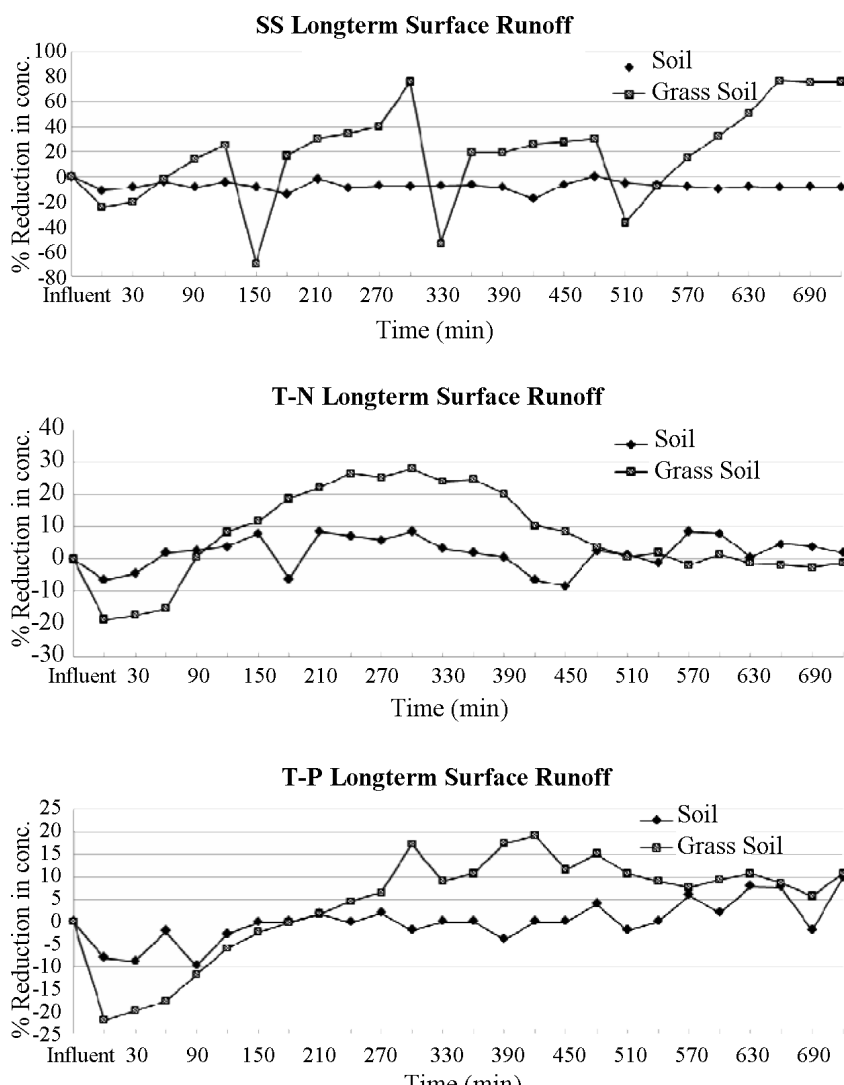 SS Longterm Surface Runoff
% Reduction in conc.
100
80
60
40
20
0
-20
-40
-60
-80
Soil
Grass Soil
Influent 30 90 150 210 270 330 390 450 510 570 630 690
Time (min)
T-N Longterm Surface Runoff
% Reduction in conc.
40
30
20
10
0
-10
-20
-30
Soil
Grass Soil
Influent 30 90 150 210 270 330 390 450 510 570 630 690
Time (min)
T-P Longterm Surface Runoff
% Reduction in conc.
25
20
15
10
5
0
-5
-10
-15
-20
-25
Soil
Grass Soil
Influent 30 90 150 210 270 330 390 450 510 570 630 690
Time (min)